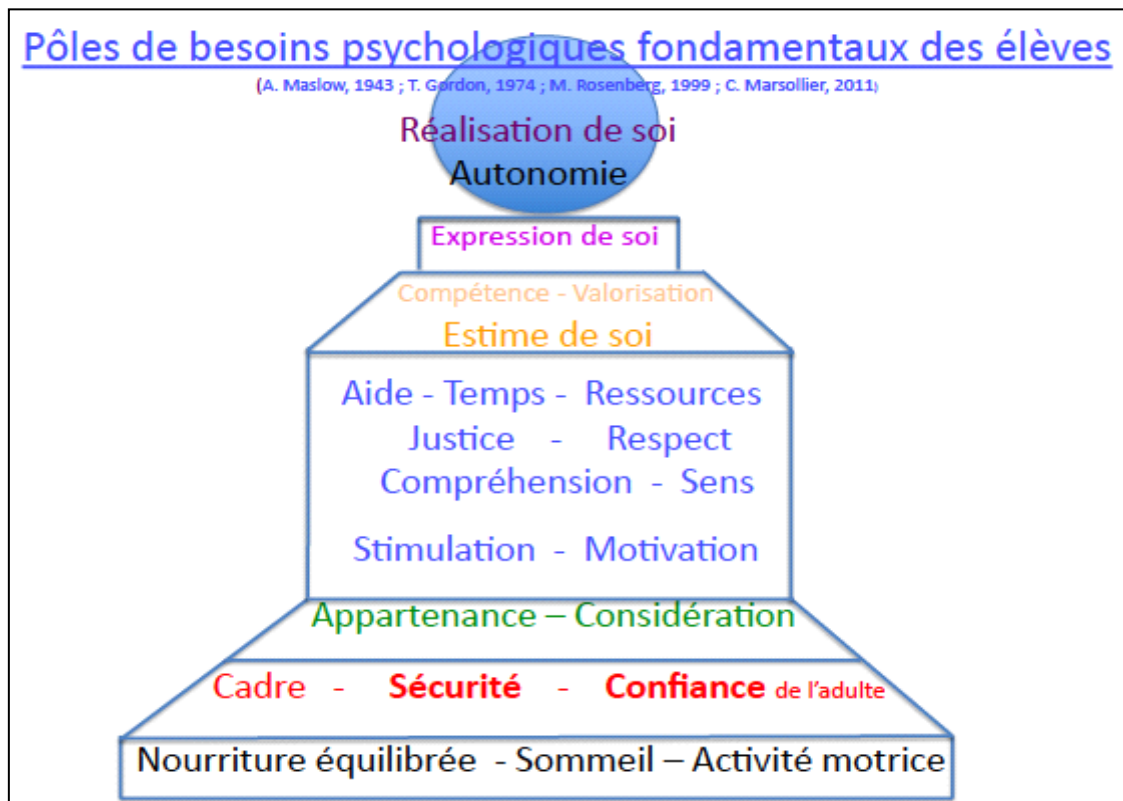 Pôles de besoins psychologiques fondamentaux des élèves
(A. Maslow, 1943 ; T. Gordon, 1974 ; M. Rosenberg, 1999 ; C. Marsollier, 2011)
Réalisation de soi
Autonomie
Expression de soi
Compétence - Valorisation
Estime de soi
Aide - Temps - Ressources
Justice - Respect
Compréhension - Sens
Stimulation - Motivation
Appartenance – Considération
Cadre - Sécurité - Confiance de l'adulte
Nourriture équilibrée - Sommeil – Activité motrice